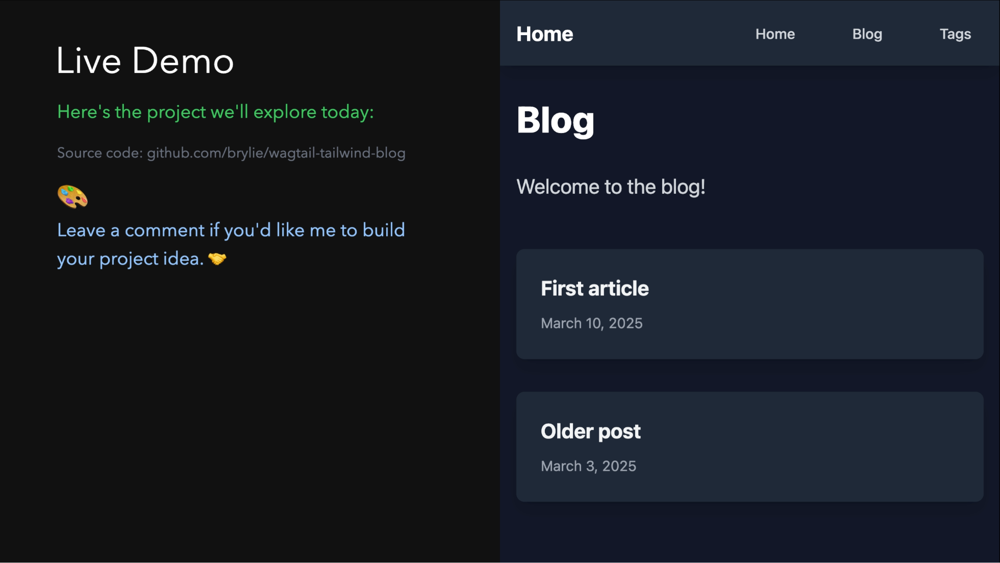 Live Demo
Here's the project we'll explore today:
Source code: github.com/brylie/wagtail-tailwind-blog
🎨
Leave a comment if you'd like me to build
your project idea. 🤝
Home Home Blog Tags
Blog
Welcome to the blog!
First article
March 10, 2025
Older post
March 3, 2025